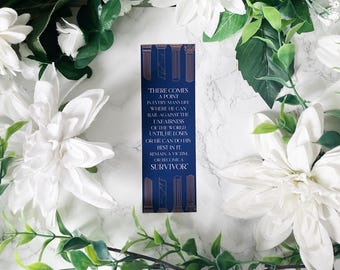 "THERE COMES
A POINT
IN EVERY MAN'S LIFE
WHERE HE CAN
RAIL AGAINST THE
UNFAIRNESS
OF THE WORLD
UNTIL HE LOSES,
OR HE CAN DO HIS
BEST IN IT.
REMAIN A VICTIM,
OR BECOME A
SURVIVOR"